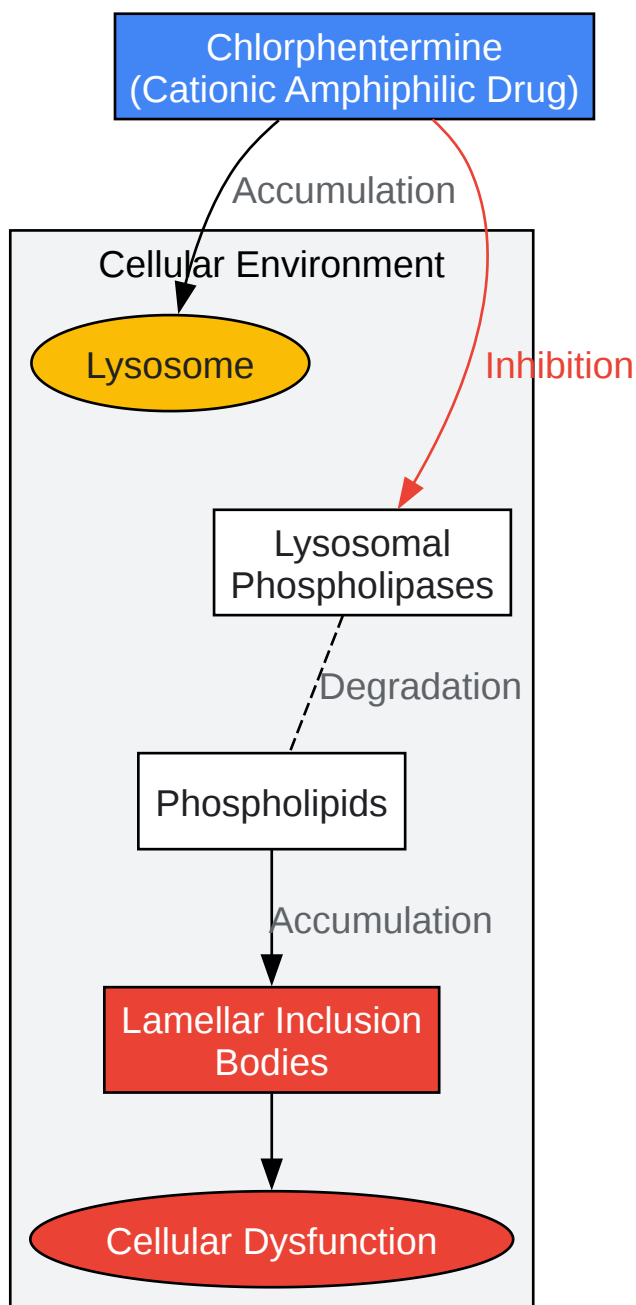 Chlorphentermine
(Cationic Amphiphilic Drug)
Accumulation
Cellular Environment
Lysosome
Inhibition
Lysosomal
Phospholipases
Degradation
Phospholipids
Accumulation
Lamellar Inclusion
Bodies
Cellular Dysfunction